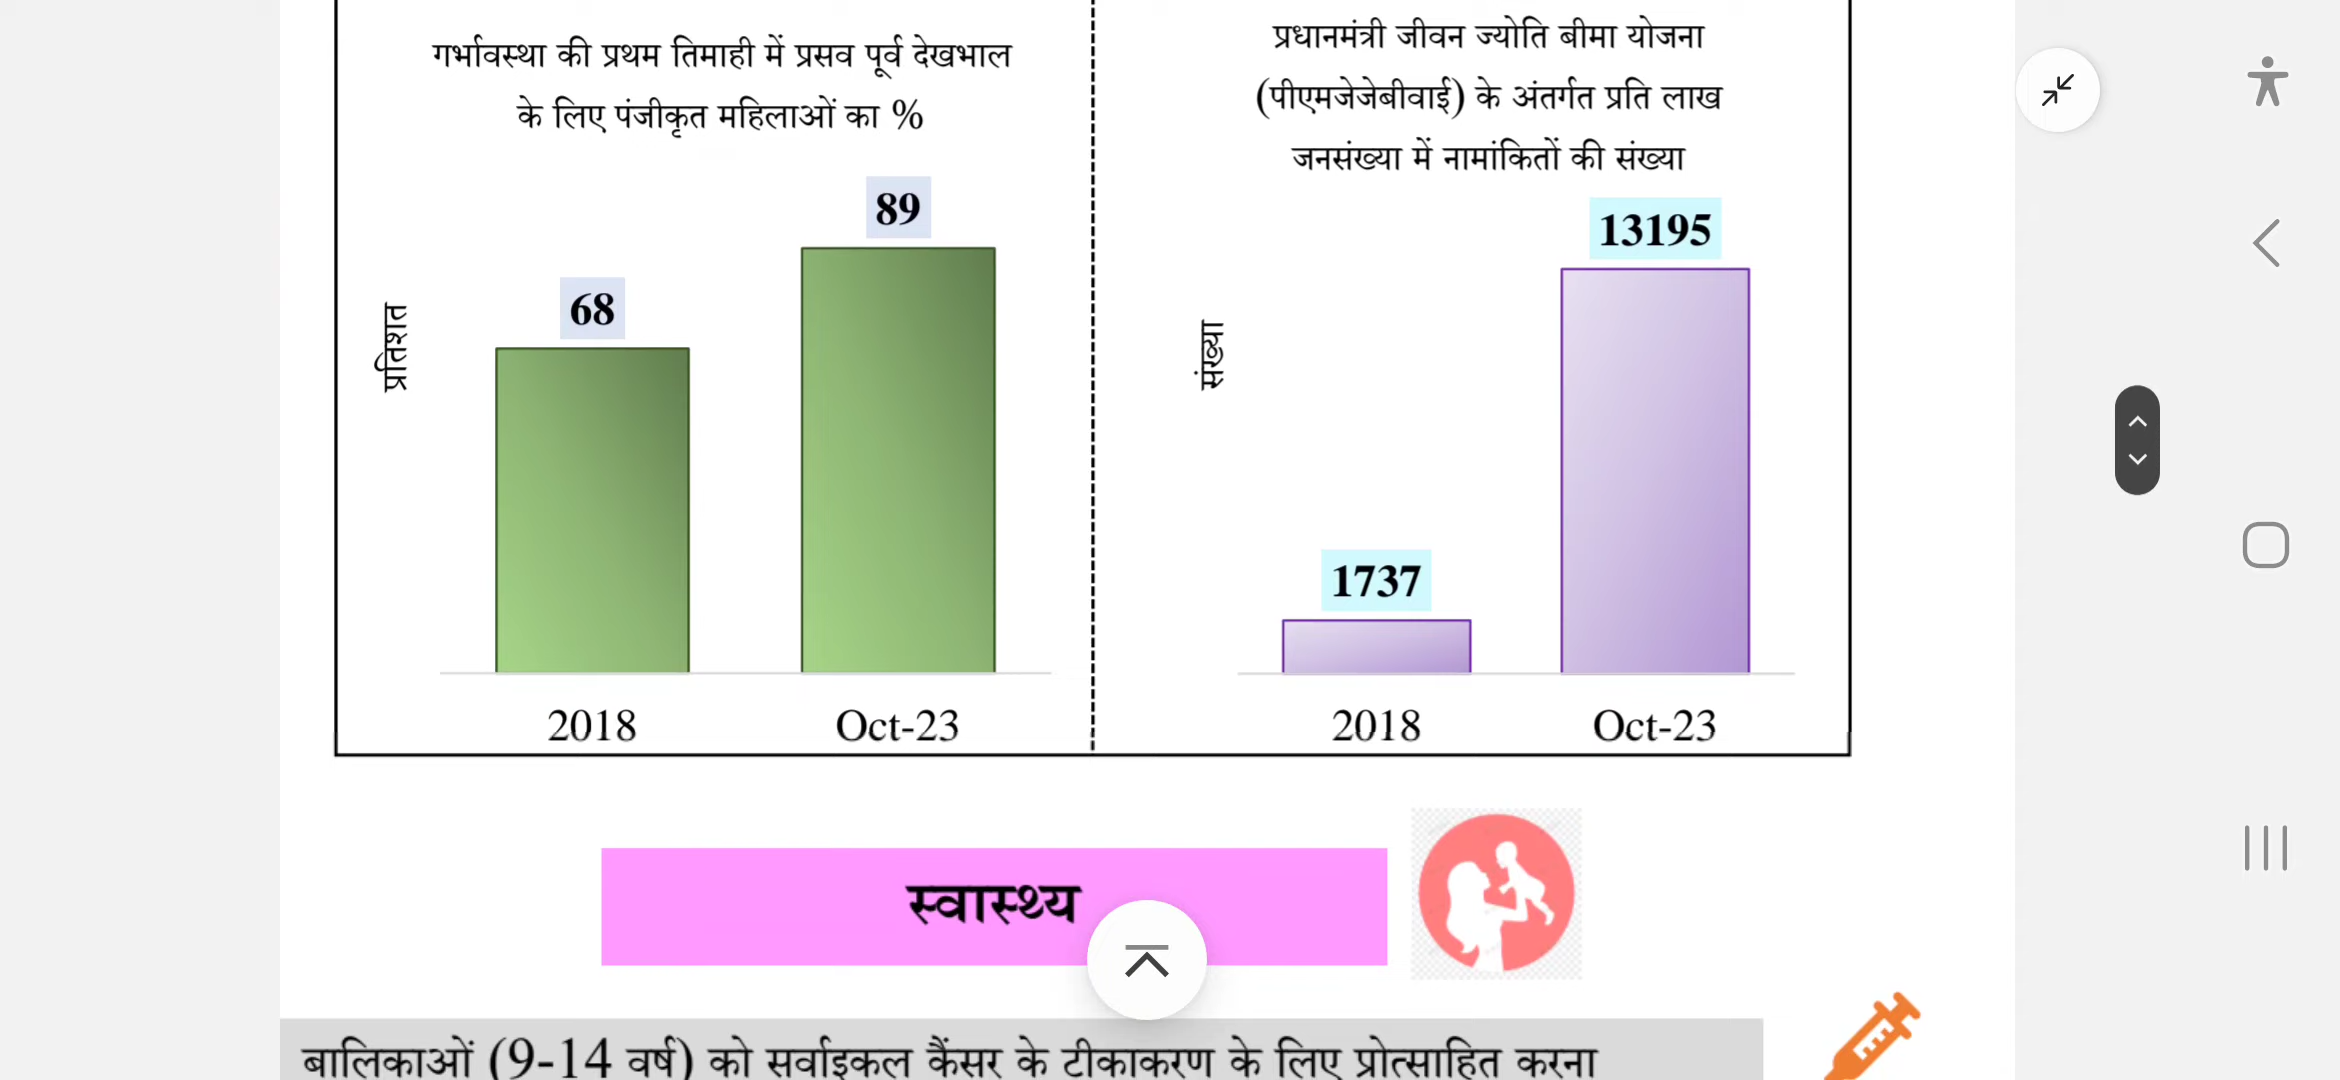 गर्भावस्था की प्रथम तिमाही में प्रसव पूर्व देखभाल
के लिए पंजीकृत महिलाओं का %
89
68
प्रतिशत
2018
Oct-23
प्रधानमंत्री जीवन ज्योति बीमा योजना
(पीएमजेजेबीवाई) के अंतर्गत प्रति लाख
जनसंख्या में नामांकितों की संख्या
13195
1737
संख्या
2018
Oct-23
स्वास्थ्य
बालिकाओं (9-14 वर्ष) को सर्वाइकल कैंसर के टीकाकरण के लिए प्रोत्साहित करना